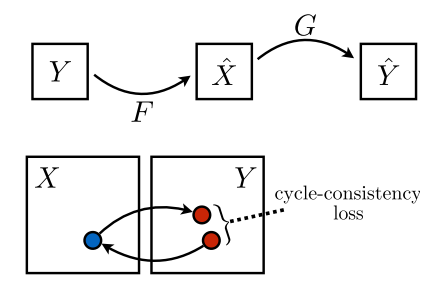 G
Y X̂ Ŷ
F
X Y
cycle-consistency
loss